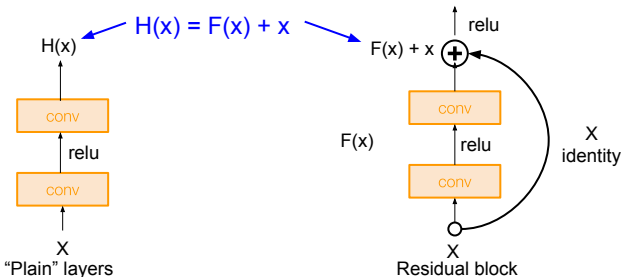 H(x) = F(x) + x
H(x)
conv
relu
conv
X
“Plain” layers
relu
F(x) + x
conv
F(x)
relu
conv
X
identity
X
Residual block